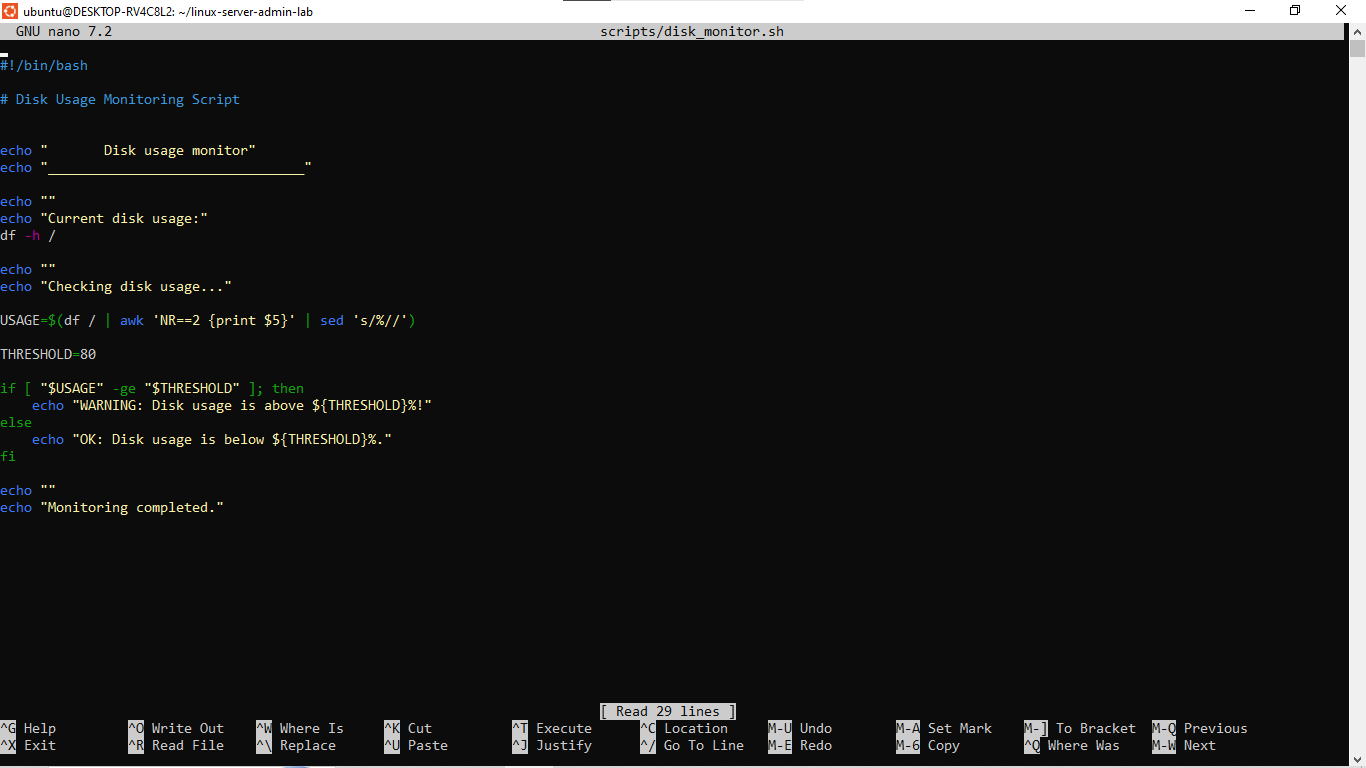 ubuntu@DESKTOP-RV4C8L2: ~/linux-server-admin-lab
GNU nano 7.2 scripts/disk_monitor.sh
#!/bin/bash
# Disk Usage Monitoring Script
echo "       Disk usage monitor"
echo "________________________________"
echo ""
echo "Current disk usage:"
df -h /
echo ""
echo "Checking disk usage..."
USAGE=$(df / | awk 'NR==2 {print $5}' | sed 's/%//')
THRESHOLD=80
if [ "$USAGE" -ge "$THRESHOLD" ]; then
    echo "WARNING: Disk usage is above ${THRESHOLD}%!"
else
    echo "OK: Disk usage is below ${THRESHOLD}%."
fi
echo ""
echo "Monitoring completed."
[ Read 29 lines ]
^G Help ^O Write Out ^W Where Is ^K Cut ^T Execute ^C Location M-U Undo M-A Set Mark M-] To Bracket M-Q Previous
^X Exit ^R Read File ^\ Replace ^U Paste ^J Justify ^/ Go To Line M-E Redo M-6 Copy ^Q Where Was M-W Next